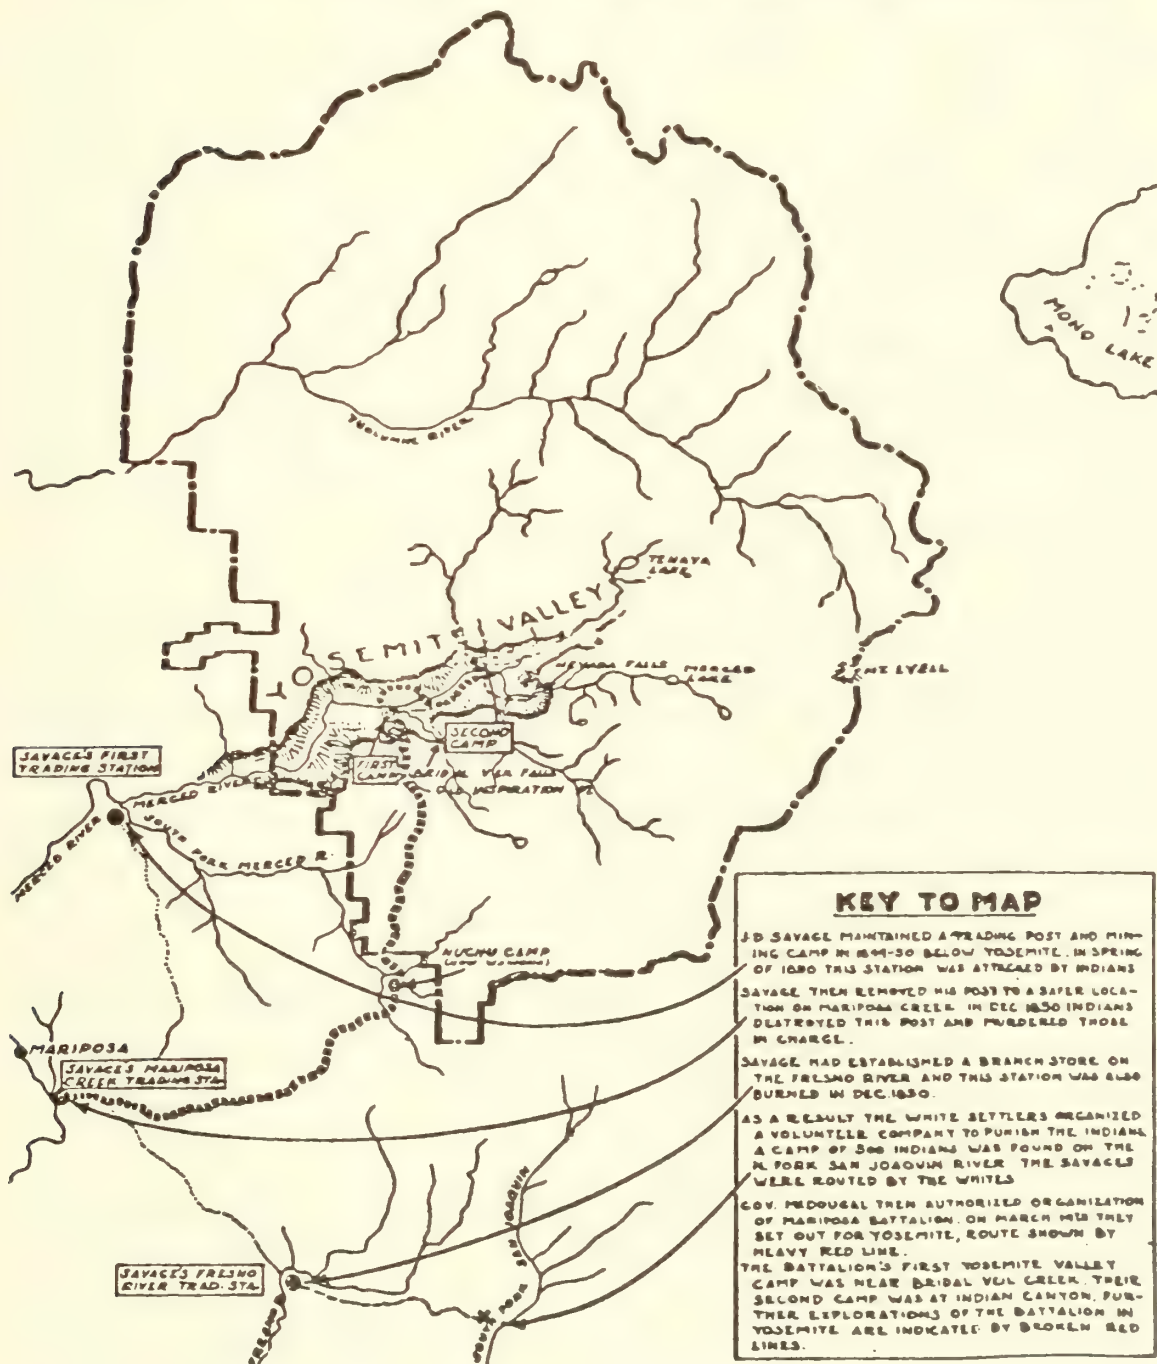 MONO LAKE
TUOLUMNE RIVER
TENAYA
LAKE
YOSEMITE VALLEY
NEVADA FALLS
MERCED
LAKE
MT LYELL
SECOND
CAMP
FIRST
CAMP
BRIDAL VEIL FALLS
OLD INSPIRATION PT
SAVAGE'S FIRST
TRADING STATION
MERCED RIVER
MERCED RIVER
SOUTH FORK MERCED R.
NUCHU CAMP
(NOW WAWONA)
MARIPOSA
SAVAGE'S MARIPOSA
CREEK TRADING STA.
SAVAGE'S FRESNO
RIVER TRAD. STA.
FRESNO
SOUTH FORK SAN JOAQUIN
KEY TO MAP
J.D SAVAGE MAINTAINED A TRADING POST AND MIN-
ING CAMP IN 1849-50 BELOW YOSEMITE. IN SPRING
OF 1850 THIS STATION WAS ATTACKED BY INDIANS
SAVAGE THEN REMOVED HIS POST TO A SAFER LOCA-
TION ON MARIPOSA CREEK. IN DEC 1850 INDIANS
DESTROYED THIS POST AND MURDERED THOSE
IN CHARGE.
SAVAGE HAD ESTABLISHED A BRANCH STORE ON
THE FRESNO RIVER AND THIS STATION WAS ALSO
BURNED IN DEC. 1850.
AS A RESULT THE WHITE SETTLERS ORGANIZED
A VOLUNTEER COMPANY TO PUNISH THE INDIANS
A CAMP OF 500 INDIANS WAS FOUND ON THE
N. FORK SAN JOAQUIN RIVER. THE SAVAGES
WERE ROUTED BY THE WHITES
GOV. MCDOUGAL THEN AUTHORIZED ORGANIZATION
OF MARIPOSA BATTALION. ON MARCH THEY
SET OUT FOR YOSEMITE, ROUTE SHOWN BY
HEAVY RED LINE.
THE BATTALION'S FIRST YOSEMITE VALLEY
CAMP WAS NEAR BRIDAL VEIL CREEK. THEIR
SECOND CAMP WAS AT INDIAN CANYON. FUR-
THER EXPLORATIONS OF THE BATTALION IN
YOSEMITE ARE INDICATED BY BROKEN RED
LINES.